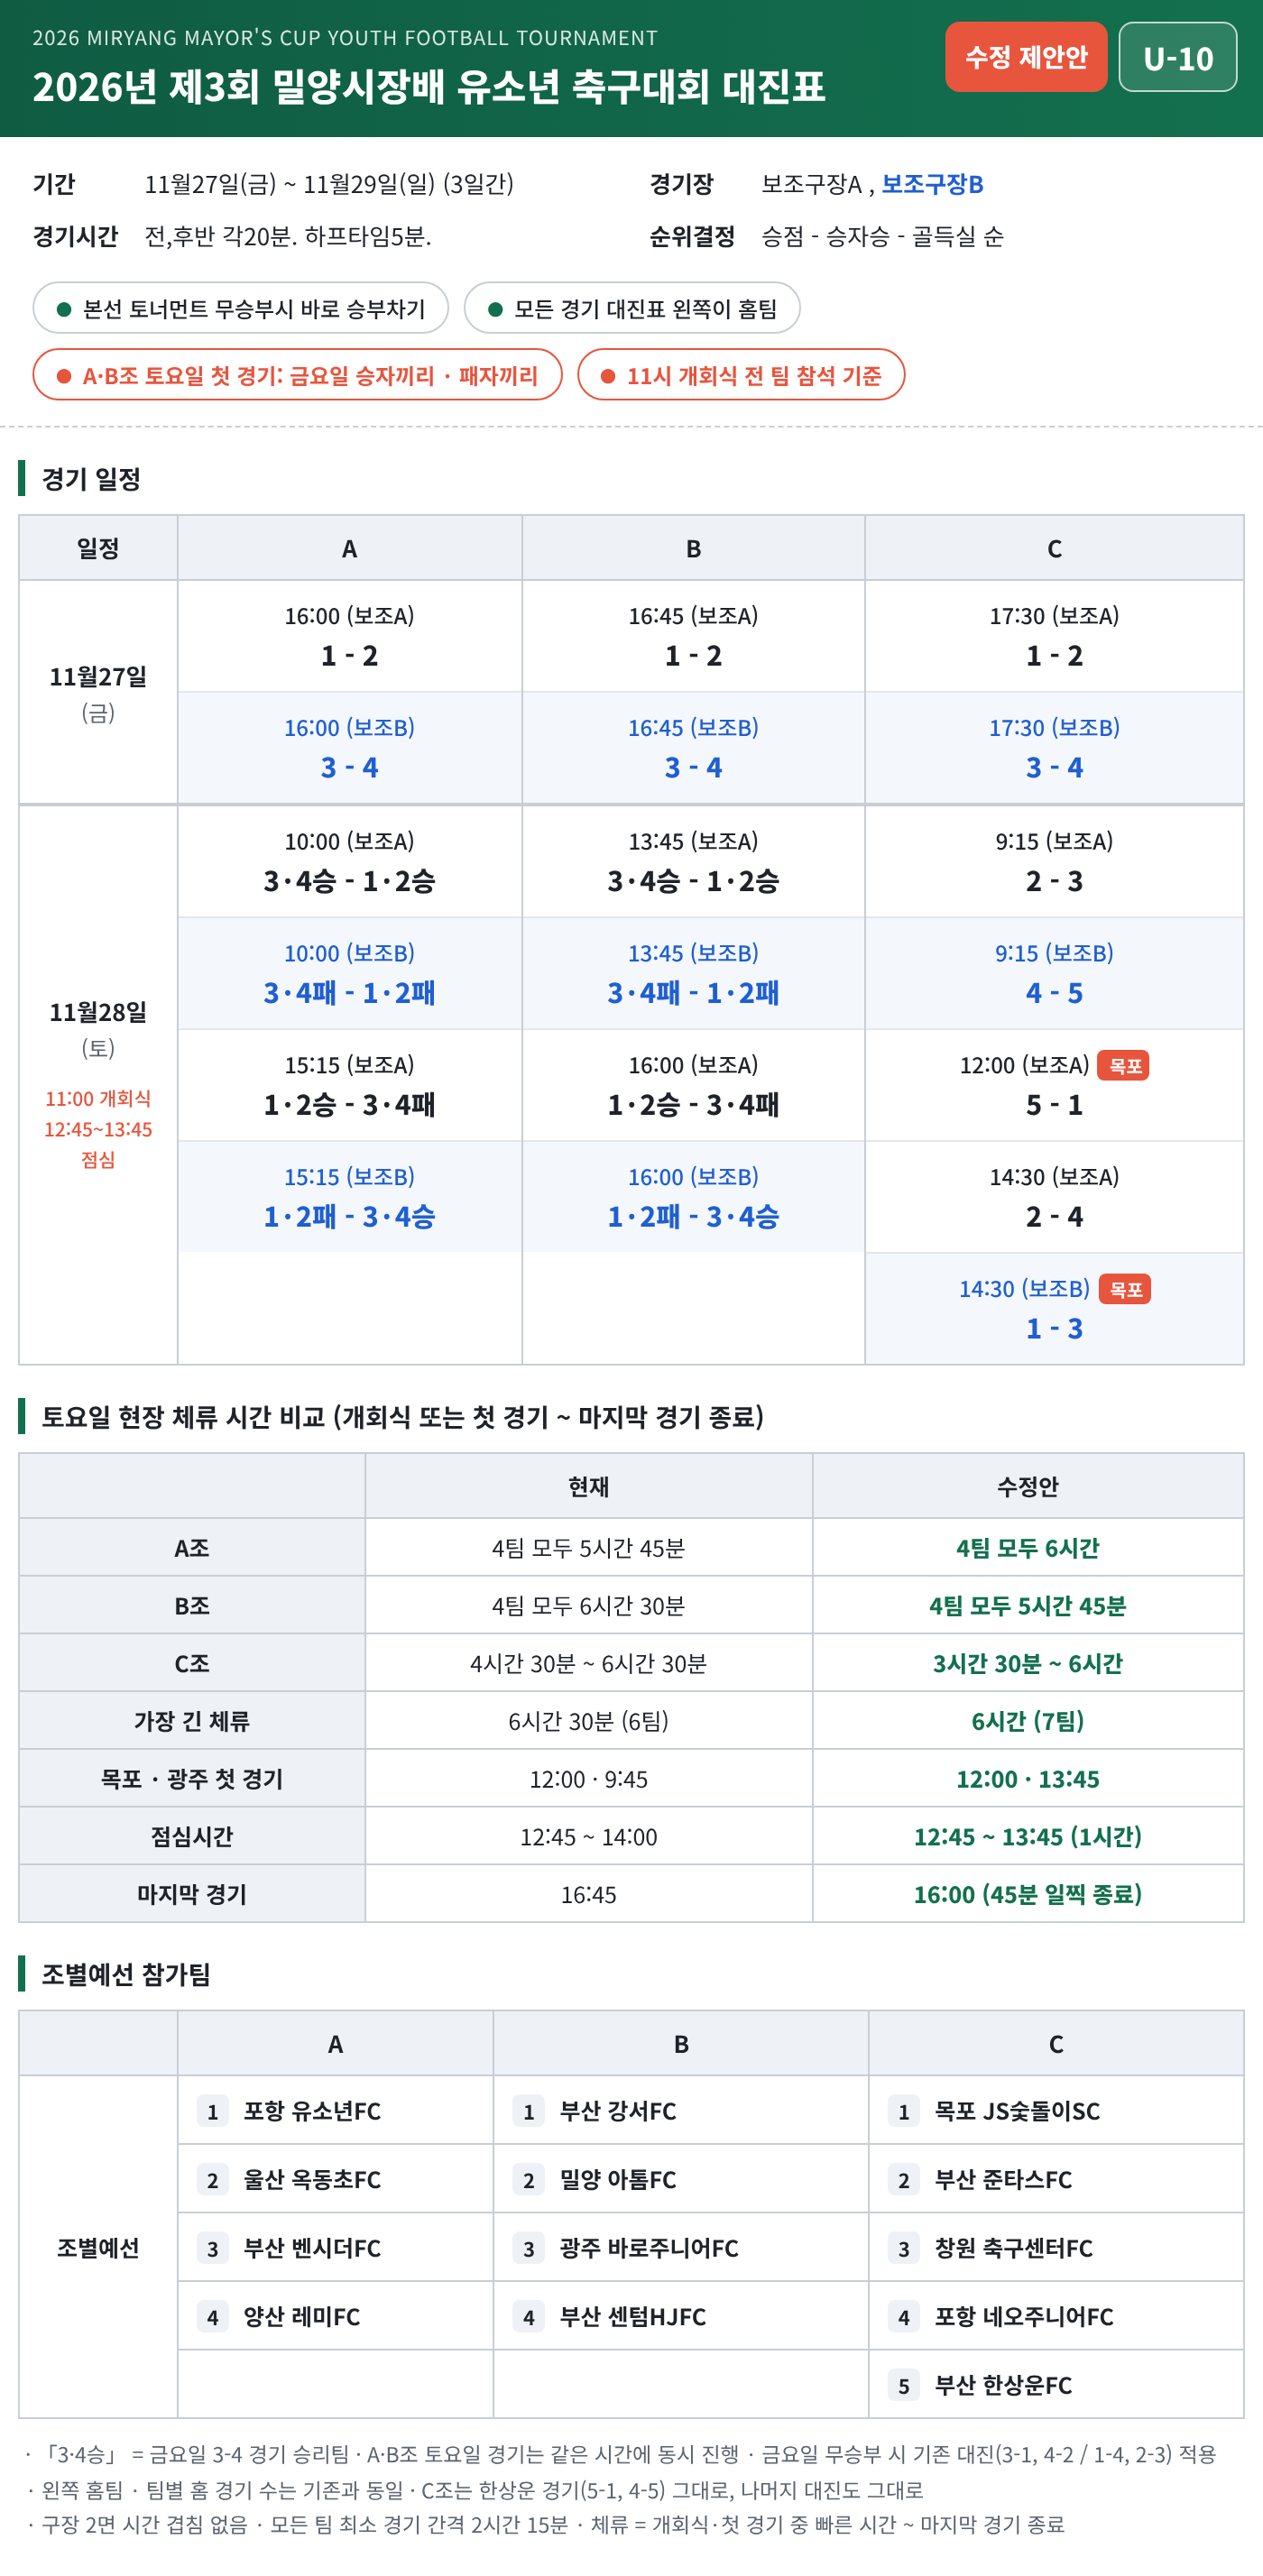 2026 MIRYANG MAYOR'S CUP YOUTH FOOTBALL TOURNAMENT
2026년 제3회 밀양시장배 유소년 축구대회 대진표
수정 제안안
U-10
기간 11월27일(금) ~ 11월29일(일) (3일간)
경기장 보조구장A , 보조구장B
경기시간 전,후반 각20분. 하프타임5분.
순위결정 승점 - 승자승 - 골득실 순
● 본선 토너먼트 무승부시 바로 승부차기
● 모든 경기 대진표 왼쪽이 홈팀
● A·B조 토요일 첫 경기: 금요일 승자끼리 · 패자끼리
● 11시 개회식 전 팀 참석 기준
경기 일정
일정 A B C
11월27일
(금)
16:00 (보조A) 16:45 (보조A) 17:30 (보조A)
1 - 2 1 - 2 1 - 2
16:00 (보조B) 16:45 (보조B) 17:30 (보조B)
3 - 4 3 - 4 3 - 4
11월28일
(토)
11:00 개회식
12:45~13:45
점심
10:00 (보조A) 13:45 (보조A) 9:15 (보조A)
3·4승 - 1·2승 3·4승 - 1·2승 2 - 3
10:00 (보조B) 13:45 (보조B) 9:15 (보조B)
3·4패 - 1·2패 3·4패 - 1·2패 4 - 5
15:15 (보조A) 16:00 (보조A) 12:00 (보조A) 목포
1·2승 - 3·4패 1·2승 - 3·4패 5 - 1
15:15 (보조B) 16:00 (보조B) 14:30 (보조A)
1·2패 - 3·4승 1·2패 - 3·4승 2 - 4
14:30 (보조B) 목포
1 - 3
토요일 현장 체류 시간 비교 (개회식 또는 첫 경기 ~ 마지막 경기 종료)
현재 수정안
A조 4팀 모두 5시간 45분 4팀 모두 6시간
B조 4팀 모두 6시간 30분 4팀 모두 5시간 45분
C조 4시간 30분 ~ 6시간 30분 3시간 30분 ~ 6시간
가장 긴 체류 6시간 30분 (6팀) 6시간 (7팀)
목포 · 광주 첫 경기 12:00 · 9:45 12:00 · 13:45
점심시간 12:45 ~ 14:00 12:45 ~ 13:45 (1시간)
마지막 경기 16:45 16:00 (45분 일찍 종료)
조별예선 참가팀
A B C
조별예선
1 포항 유소년FC 1 부산 강서FC 1 목포 JS숯돌이SC
2 울산 옥동초FC 2 밀양 아톰FC 2 부산 준타스FC
3 부산 벤시더FC 3 광주 바로주니어FC 3 창원 축구센터FC
4 양산 레미FC 4 부산 센텀HJFC 4 포항 네오주니어FC
5 부산 한상운FC
· 「3·4승」 = 금요일 3-4 경기 승리팀 · A·B조 토요일 경기는 같은 시간에 동시 진행 · 금요일 무승부 시 기존 대진(3-1, 4-2 / 1-4, 2-3) 적용
· 왼쪽 홈팀 · 팀별 홈 경기 수는 기존과 동일 · C조는 한상운 경기(5-1, 4-5) 그대로, 나머지 대진도 그대로
· 구장 2면 시간 겹침 없음 · 모든 팀 최소 경기 간격 2시간 15분 · 체류 = 개회식·첫 경기 중 빠른 시간 ~ 마지막 경기 종료